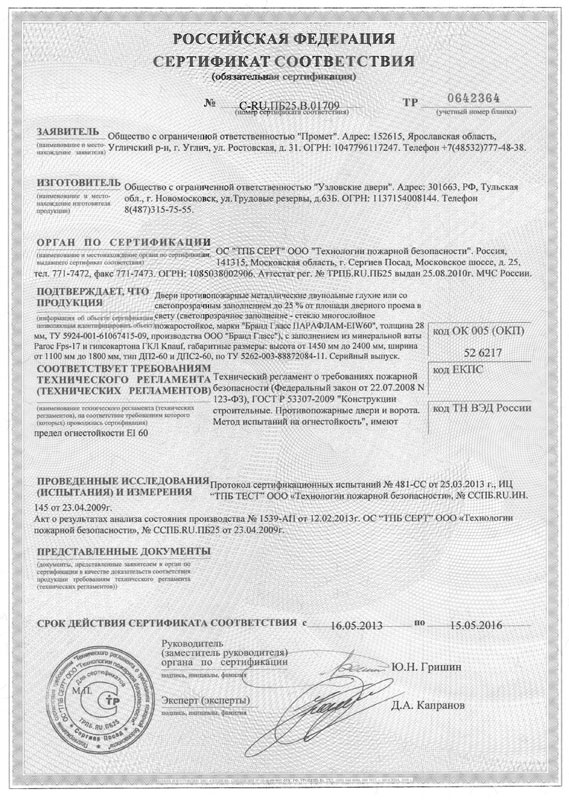 РОССИЙСКАЯ ФЕДЕРАЦИЯ
СЕРТИФИКАТ СООТВЕТСТВИЯ
(обязательная сертификация)
№ C-RU.ПБ25.В.01709
(номер сертификата соответствия)
ТР 0642364
(учетный номер бланка)
ЗАЯВИТЕЛЬ Общество с ограниченной ответственностью "Промет". Адрес: 152615, Ярославская область,
(наименование и место-нахождение заявителя) Угличский р-н, г. Углич, ул. Ростовская, д. 31. ОГРН: 1047796117247. Телефон +7(48532)777-48-38.
ИЗГОТОВИТЕЛЬ Общество с ограниченной ответственностью "Узловские двери". Адрес: 301663, РФ, Тульская
(наименование и место-нахождение изготовителя продукции) обл., г. Новомосковск, ул.Трудовые резервы, д.63Б. ОГРН: 1137154008144. Телефон
8(487)315-75-55.
ОРГАН ПО СЕРТИФИКАЦИИ ОС "ТПБ СЕРТ" ООО "Технологии пожарной безопасности". Россия,
(наименование и местонахождение органа по сертификации, выдавшего сертификат соответствия) 141315, Московская область, г. Сергиев Посад, Московское шоссе, д. 25,
тел. 771-7472, факс 771-7473. ОГРН: 1085038002906. Аттестат рег. № ТРПБ.RU.ПБ25 выдан 25.08.2010г. МЧС России.
ПОДТВЕРЖДАЕТ, ЧТО
ПРОДУКЦИЯ
(информация об объекте сертификации, позволяющая идентифицировать объект)
Двери противопожарные металлические двупольные глухие или со
светопрозрачным заполнением до 25 % от площади дверного проема в
свету (светопрозрачное заполнение - стекло многослойное
пожаростойкое, марки "Бранд Гласс ПАРАФЛАМ-EIW60", толщина 28
мм, ТУ 5924-001-61067415-09, производства ООО "Бранд Гласс"), с заполнением из минеральной ваты
Paroc Fps-17 и гипсокартона ГКЛ Knauf, габаритные размеры: высота от 1450 мм до 2400 мм, ширина
от 1100 мм до 1800 мм, тип ДП2-60 и ДПС2-60, по ТУ 5262-003-88872084-11. Серийный выпуск.
код ОК 005 (ОКП)
52 6217
код ЕКПС
код ТН ВЭД России
СООТВЕТСТВУЕТ ТРЕБОВАНИЯМ
ТЕХНИЧЕСКОГО РЕГЛАМЕНТА
(ТЕХНИЧЕСКИХ РЕГЛАМЕНТОВ)
(наименование технического регламента (технических регламентов), на соответствие требованиям которого (которых) проводилась сертификация)
Технический регламент о требованиях пожарной
безопасности (Федеральный закон от 22.07.2008 N
123-ФЗ), ГОСТ Р 53307-2009 "Конструкции
строительные. Противопожарные двери и ворота.
Метод испытаний на огнестойкость", имеют
предел огнестойкости EI 60
ПРОВЕДЕННЫЕ ИССЛЕДОВАНИЯ
(ИСПЫТАНИЯ) И ИЗМЕРЕНИЯ
Протокол сертификационных испытаний № 481-СС от 25.03.2013 г., ИЦ
"ТПБ ТЕСТ" ООО «Технологии пожарной безопасности», № ССПБ.RU.ИН.
145 от 23.04.2009г.
Акт о результатах анализа состояния производства № 1539-АП от 12.02.2013г. ОС "ТПБ СЕРТ" ООО «Технологии
пожарной безопасности», № ССПБ.RU.ПБ25 от 23.04.2009г.
ПРЕДСТАВЛЕННЫЕ ДОКУМЕНТЫ
(документы, представленные заявителем в орган по
сертификации в качестве доказательств соответствия
продукции требованиям технического регламента
(технических регламентов))
СРОК ДЕЙСТВИЯ СЕРТИФИКАТА СООТВЕТСТВИЯ с 16.05.2013 по 15.05.2016
Руководитель
(заместитель руководителя)
органа по сертификации
подпись, инициалы, фамилия
Ю.Н. Гришин
М.П.
Эксперт (эксперты)
подпись, инициалы, фамилия
Д.А. Капранов
Для сертификатов
ТР
ТРПБ.RU.ПБ25
г. Сергиев Посад